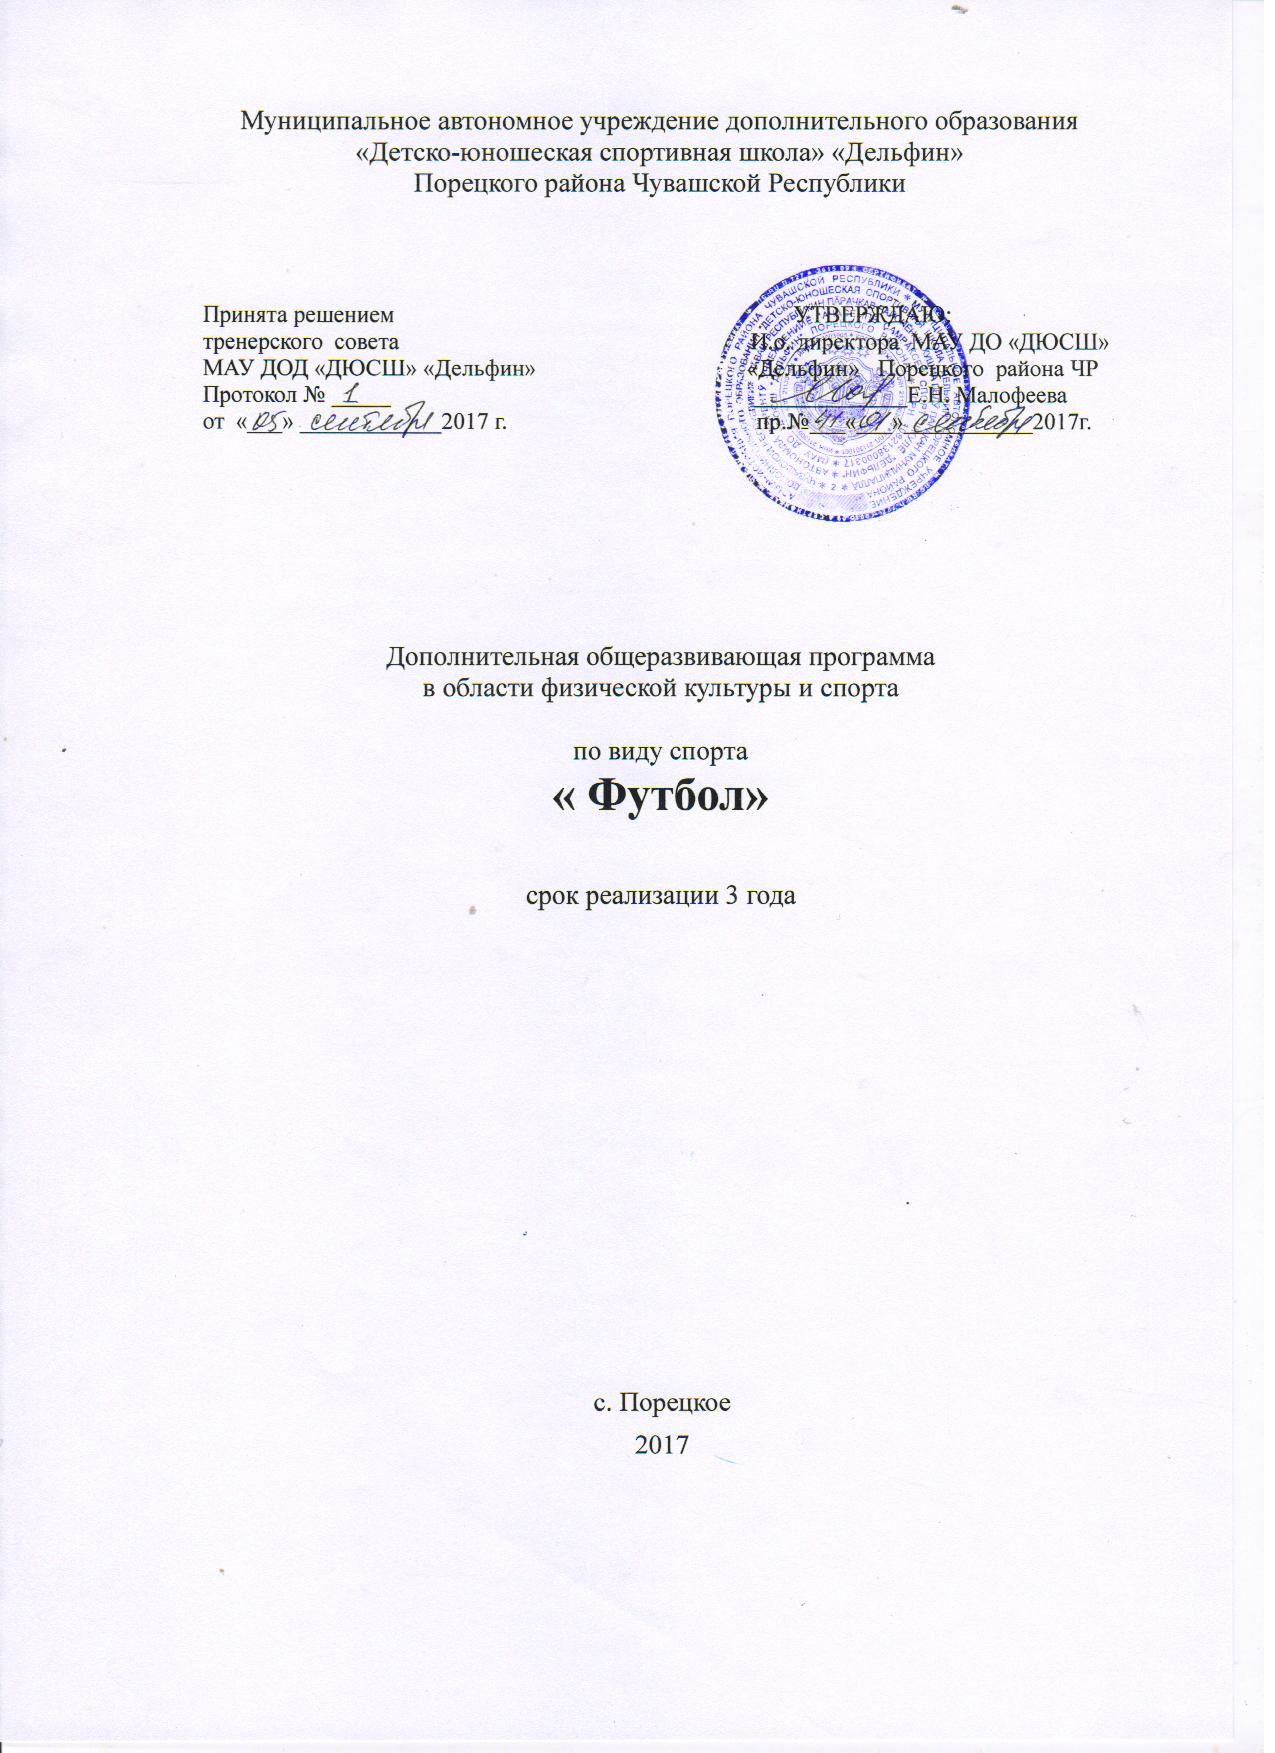 Муниципальное автономное учреждение дополнительного образования
«Детско-юношеская спортивная школа» «Дельфин»
Порецкого района Чувашской Республики
Принята решением
тренерского совета
МАУ ДОД «ДЮСШ» «Дельфин»
Протокол № 1
от «05» сентября 2017 г.
УТВЕРЖДАЮ:
И.о. директора МАУ ДО «ДЮСШ»
«Дельфин» Порецкого района ЧР
Е.Н. Малофеева
пр.№ « » 2017г.
Дополнительная общеразвивающая программа
в области физической культуры и спорта
по виду спорта
« Футбол»
срок реализации 3 года
с. Порецкое
2017